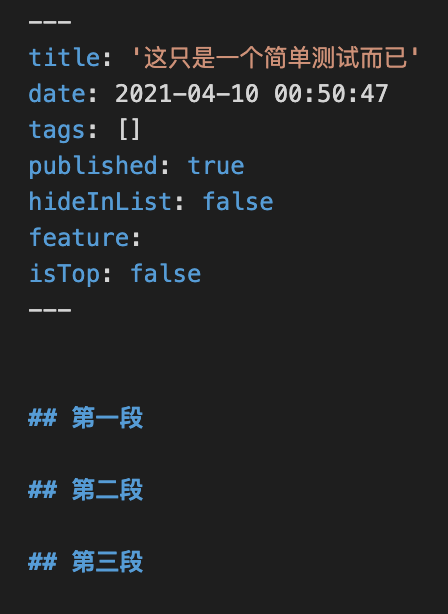 ---
title: '这只是一个简单测试而已'
date: 2021-04-10 00:50:47
tags: []
published: true
hideInList: false
feature:
isTop: false
---
## 第一段
## 第二段
## 第三段